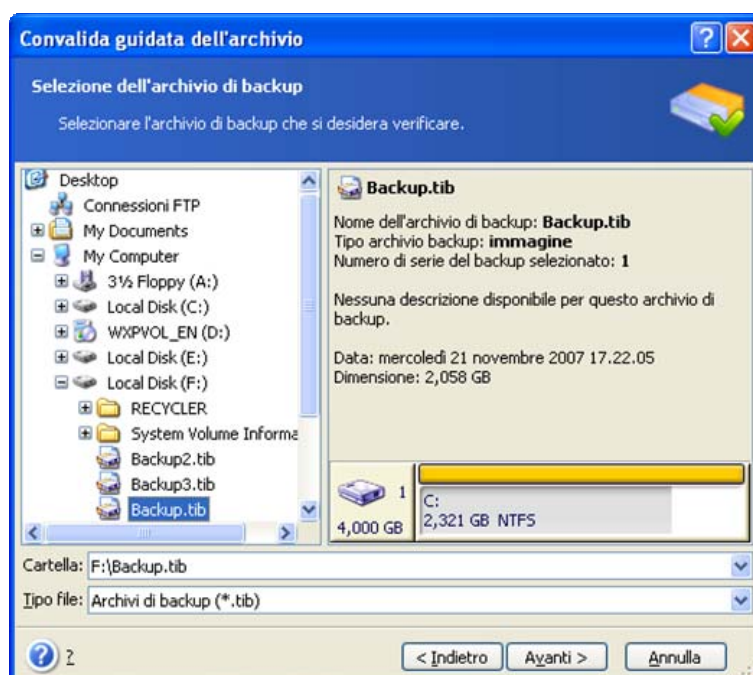 Convalida guidata dell'archivio
Selezione dell'archivio di backup
Selezionare l'archivio di backup che si desidera verificare.
Desktop
Connessioni FTP
My Documents
My Computer
3½ Floppy (A:)
Local Disk (C:)
WXPVOL_EN (D:)
Local Disk (E:)
Local Disk (F:)
RECYCLER
System Volume Informa
Backup2.tib
Backup3.tib
Backup.tib
Backup.tib
Nome dell'archivio di backup: Backup.tib
Tipo archivio backup: immagine
Numero di serie del backup selezionato: 1
Nessuna descrizione disponibile per questo archivio di
backup.
Data: mercoledì 21 novembre 2007 17.22.05
Dimensione: 2,058 GB
1
4,000 GB
C:
2,321 GB NTFS
Cartella: F:\Backup.tib
Tipo file: Archivi di backup (*.tib)
? < Indietro Avanti > Annulla